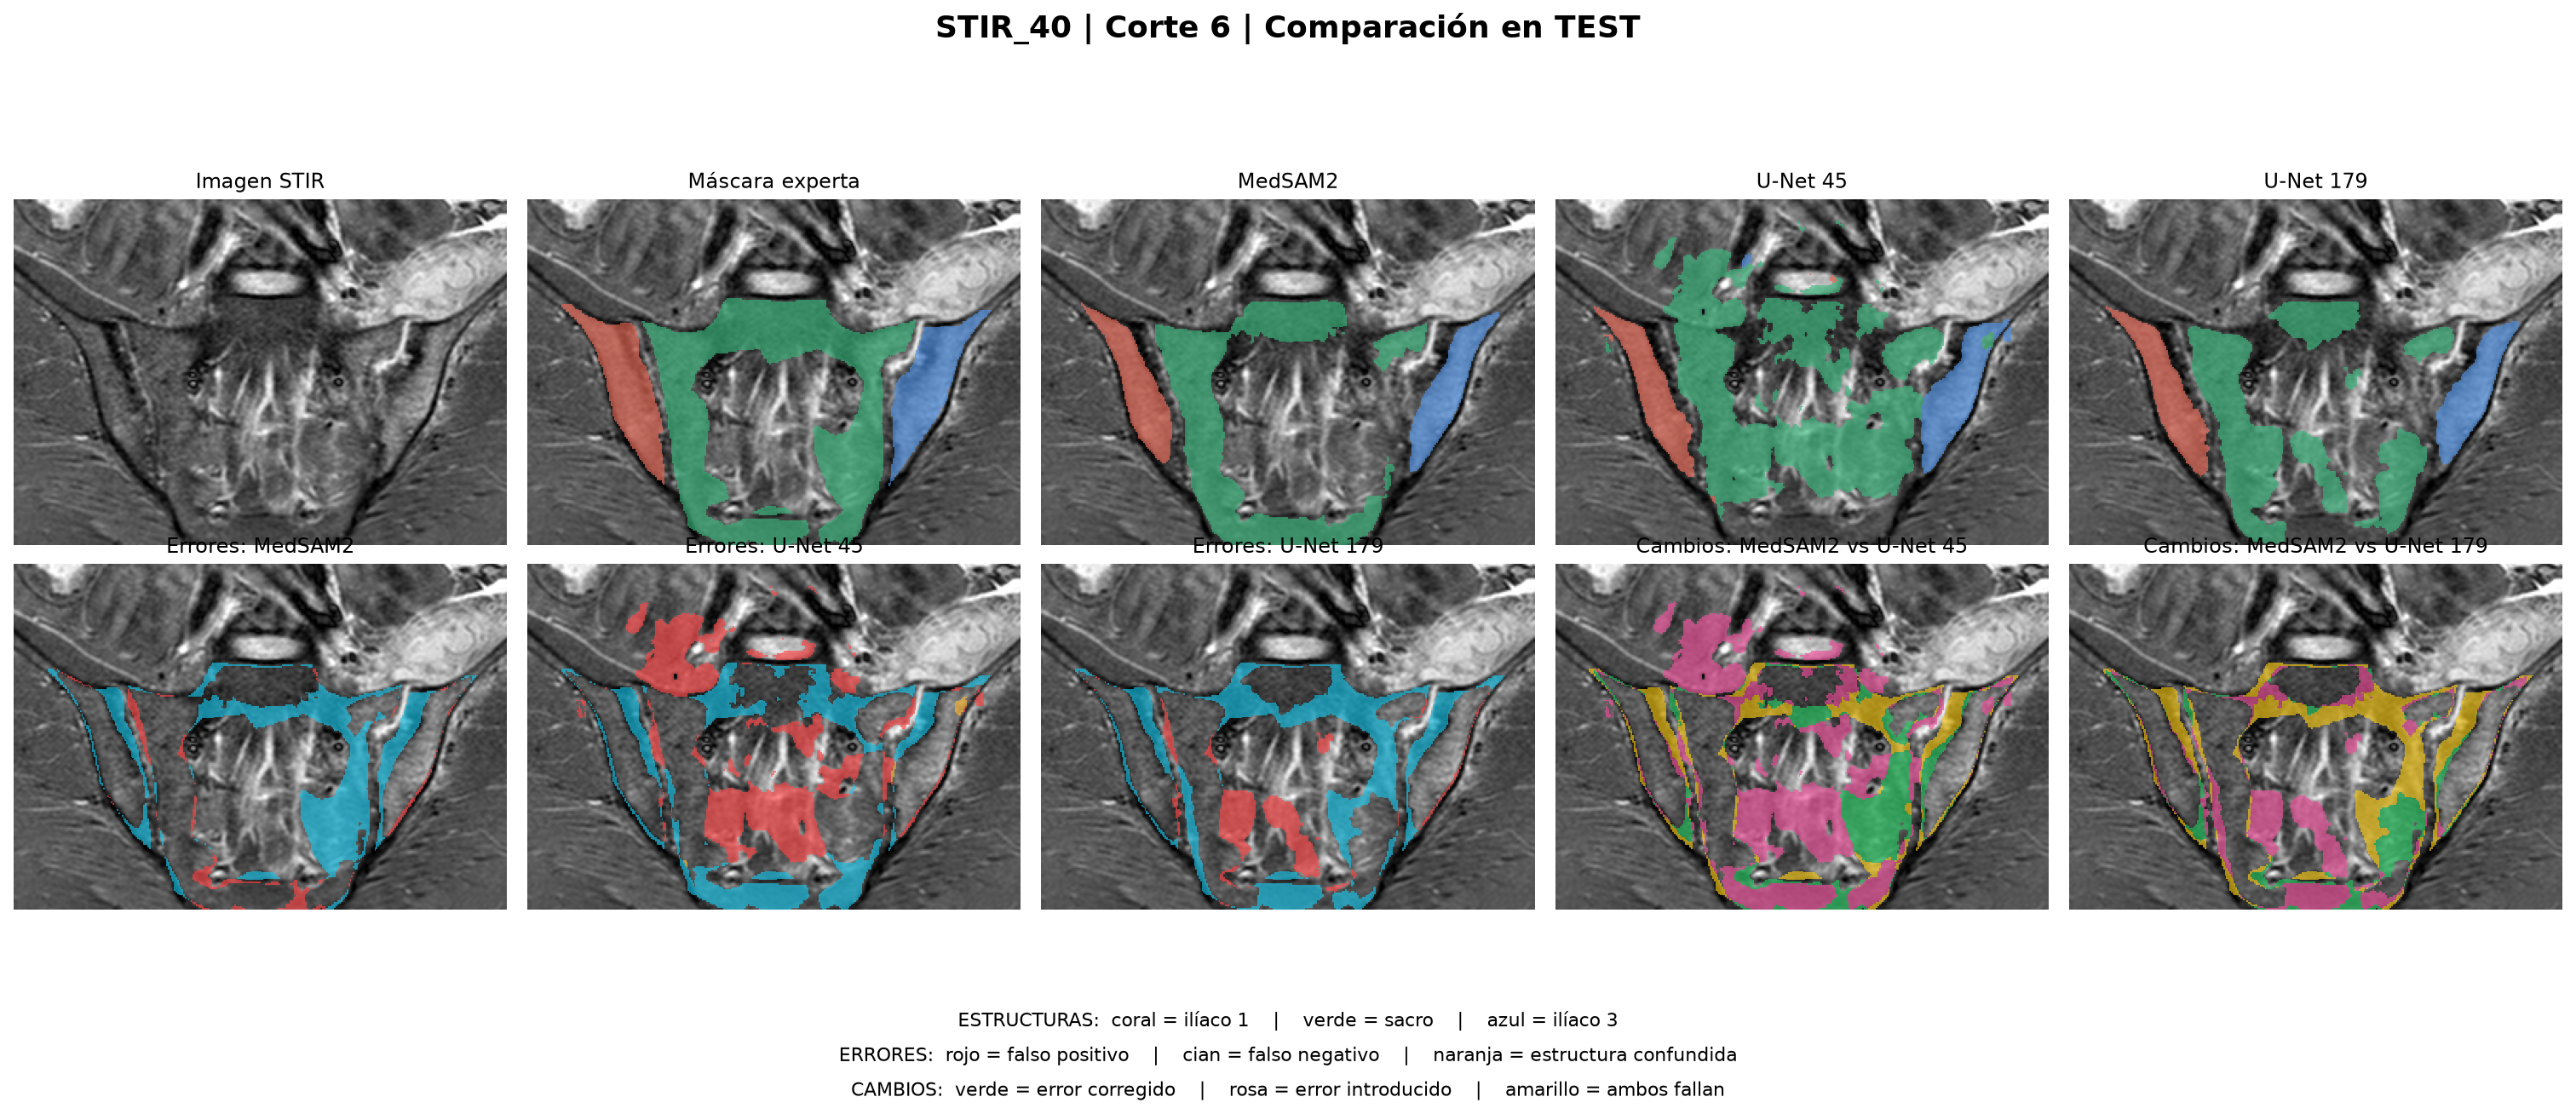 STIR_40 | Corte 6 | Comparación en TEST
Imagen STIR
Máscara experta
MedSAM2
U-Net 45
U-Net 179
Errores: MedSAM2
Errores: U-Net 45
Errores: U-Net 179
Cambios: MedSAM2 vs U-Net 45
Cambios: MedSAM2 vs U-Net 179
ESTRUCTURAS: coral = ilíaco 1 | verde = sacro | azul = ilíaco 3
ERRORES: rojo = falso positivo | cian = falso negativo | naranja = estructura confundida
CAMBIOS: verde = error corregido | rosa = error introducido | amarillo = ambos fallan